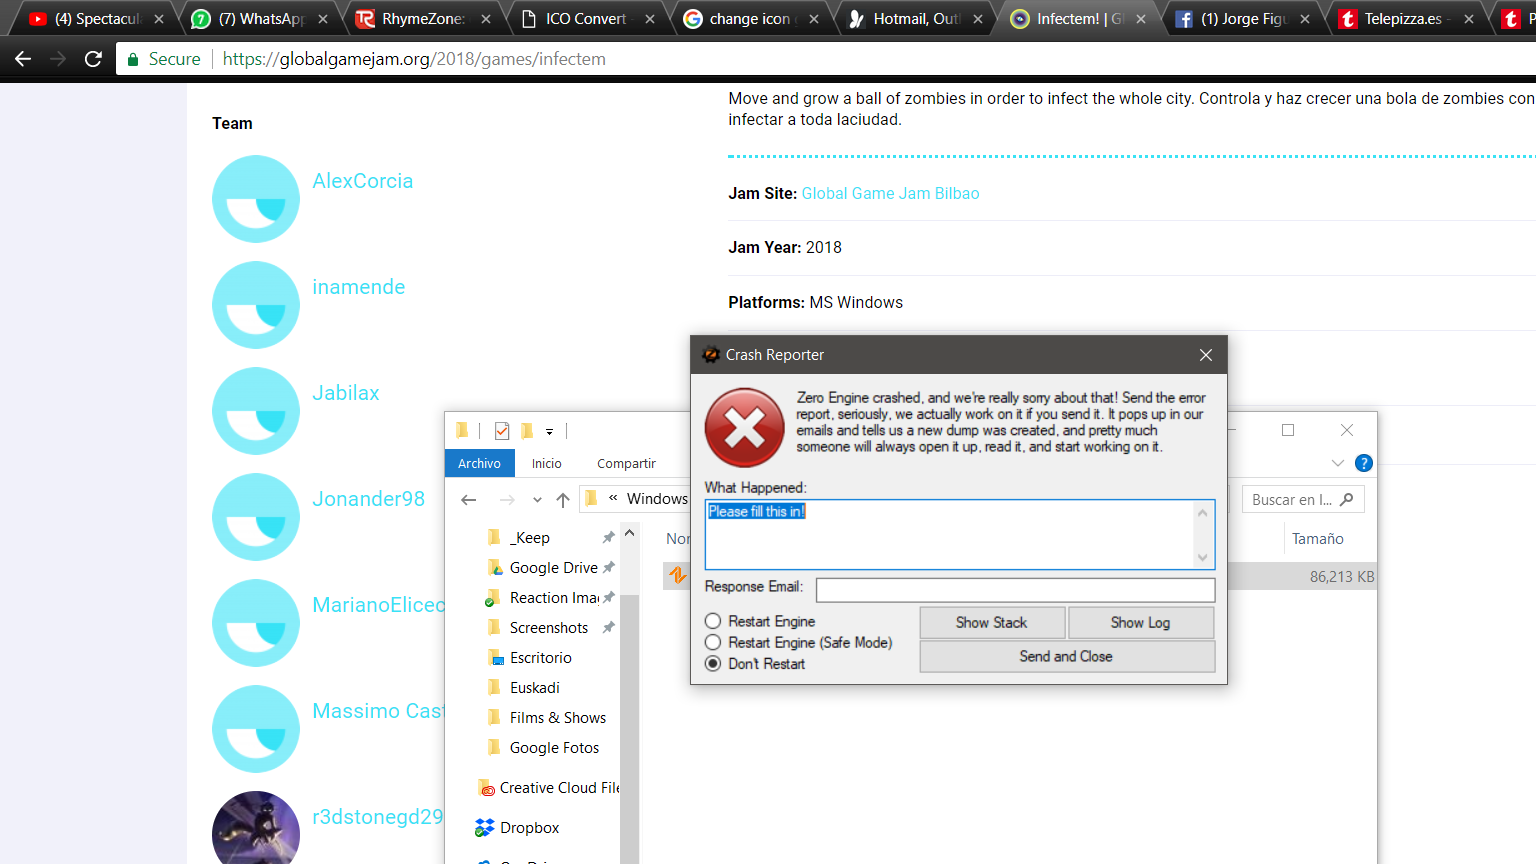 (4) Spectacul
(7) WhatsApp
RhymeZone:
ICO Convert -
change icon
Hotmail, Outl
Infectem! | Gl
(1) Jorge Figu
Telepizza.es -
Secure
https://globalgamejam.org/2018/games/infectem
Team
AlexCorcia
inamende
Jabilax
Jonander98
MarianoElicec
Massimo Cast
r3dstonegd29
Move and grow a ball of zombies in order to infect the whole city. Controla y haz crecer una bola de zombies con
infectar a toda laciudad.
Jam Site: Global Game Jam Bilbao
Jam Year: 2018
Platforms: MS Windows
Crash Reporter
Zero Engine crashed, and we're really sorry about that! Send the error
report, seriously, we actually work on it if you send it. It pops up in our
emails and tells us a new dump was created, and pretty much
someone will always open it up, read it, and start working on it.
What Happened:
Please fill this in!
Response Email:
Restart Engine
Restart Engine (Safe Mode)
Don't Restart
Show Stack
Show Log
Send and Close
Archivo
Inicio
Compartir
« Windows
Buscar en I...
Nor
Tamaño
86,213 KB
_Keep
Google Drive
Reaction Ima
Screenshots
Escritorio
Euskadi
Films & Shows
Google Fotos
Creative Cloud File
Dropbox